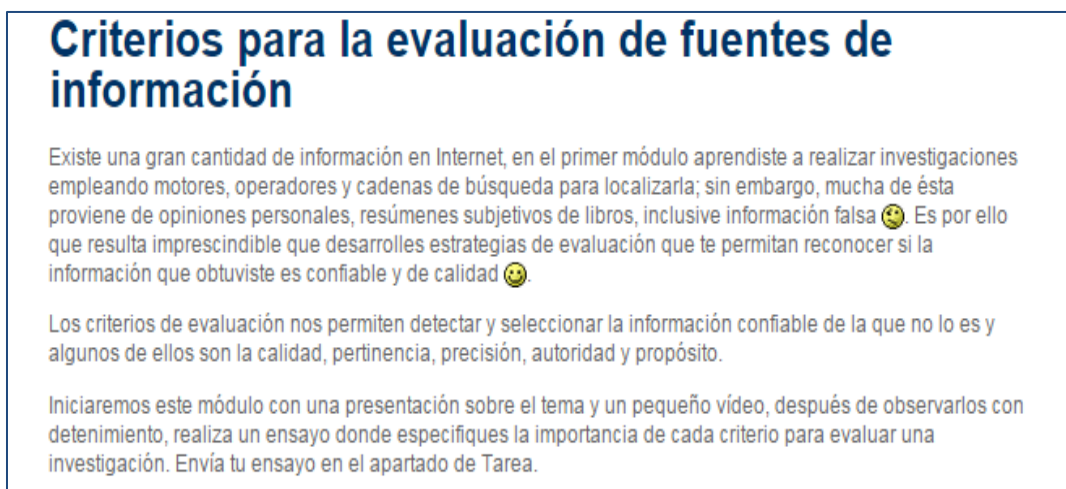 Criterios para la evaluación de fuentes de
información
Existe una gran cantidad de información en Internet, en el primer módulo aprendiste a realizar investigaciones
empleando motores, operadores y cadenas de búsqueda para localizarla; sin embargo, mucha de ésta
proviene de opiniones personales, resúmenes subjetivos de libros, inclusive información falsa. Es por ello
que resulta imprescindible que desarrolles estrategias de evaluación que te permitan reconocer si la
información que obtuviste es confiable y de calidad.
Los criterios de evaluación nos permiten detectar y seleccionar la información confiable de la que no lo es y
algunos de ellos son la calidad, pertinencia, precisión, autoridad y propósito.
Iniciaremos este módulo con una presentación sobre el tema y un pequeño vídeo, después de observarlos con
detenimiento, realiza un ensayo donde especifiques la importancia de cada criterio para evaluar una
investigación. Envía tu ensayo en el apartado de Tarea.